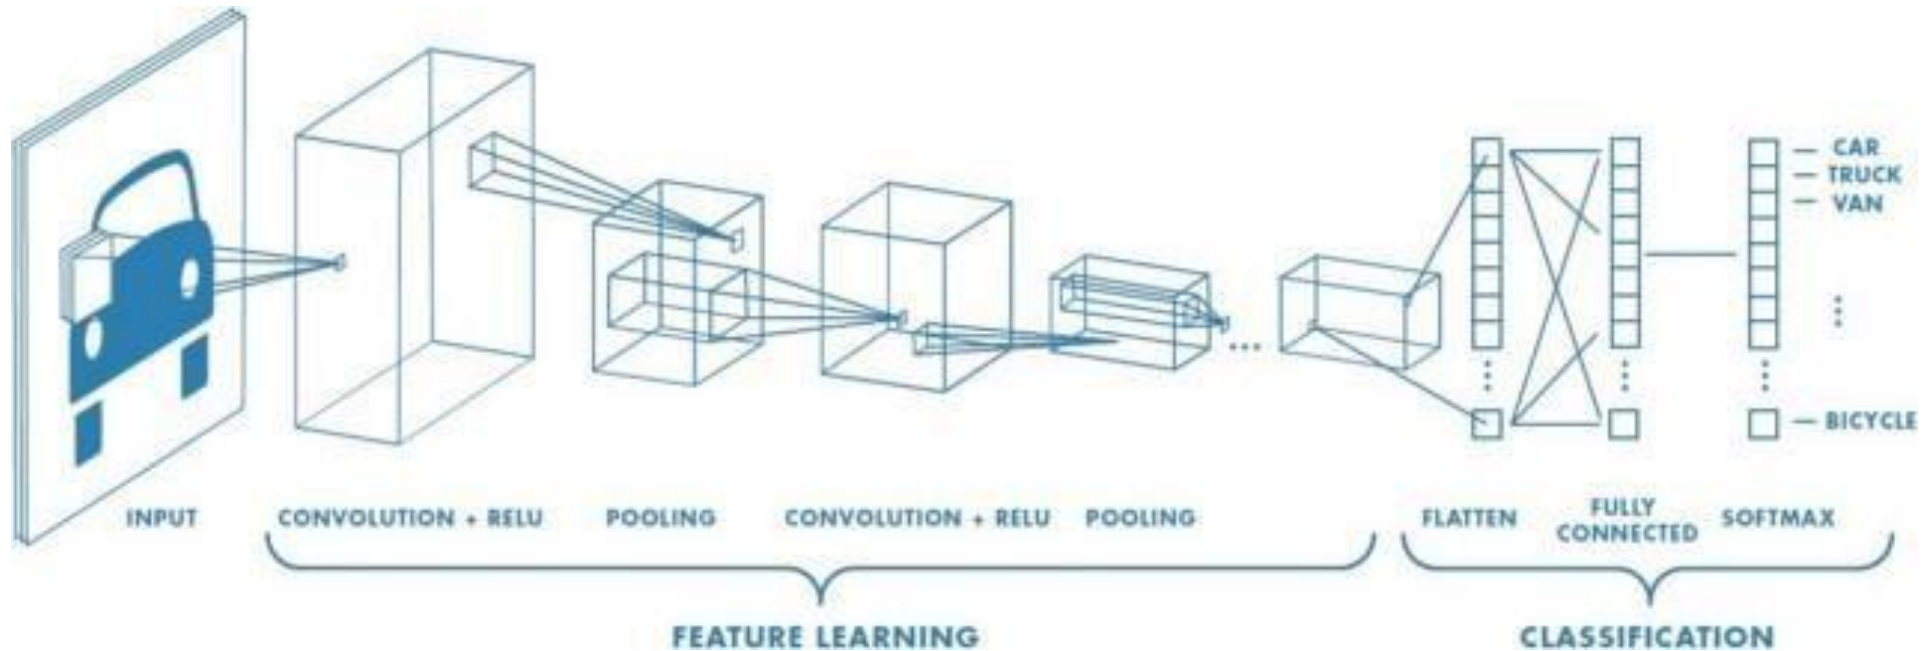 CAR
TRUCK
VAN
BICYCLE
INPUT
CONVOLUTION + RELU
POOLING
CONVOLUTION + RELU
POOLING
FLATTEN
FULLY
CONNECTED
SOFTMAX
FEATURE LEARNING
CLASSIFICATION